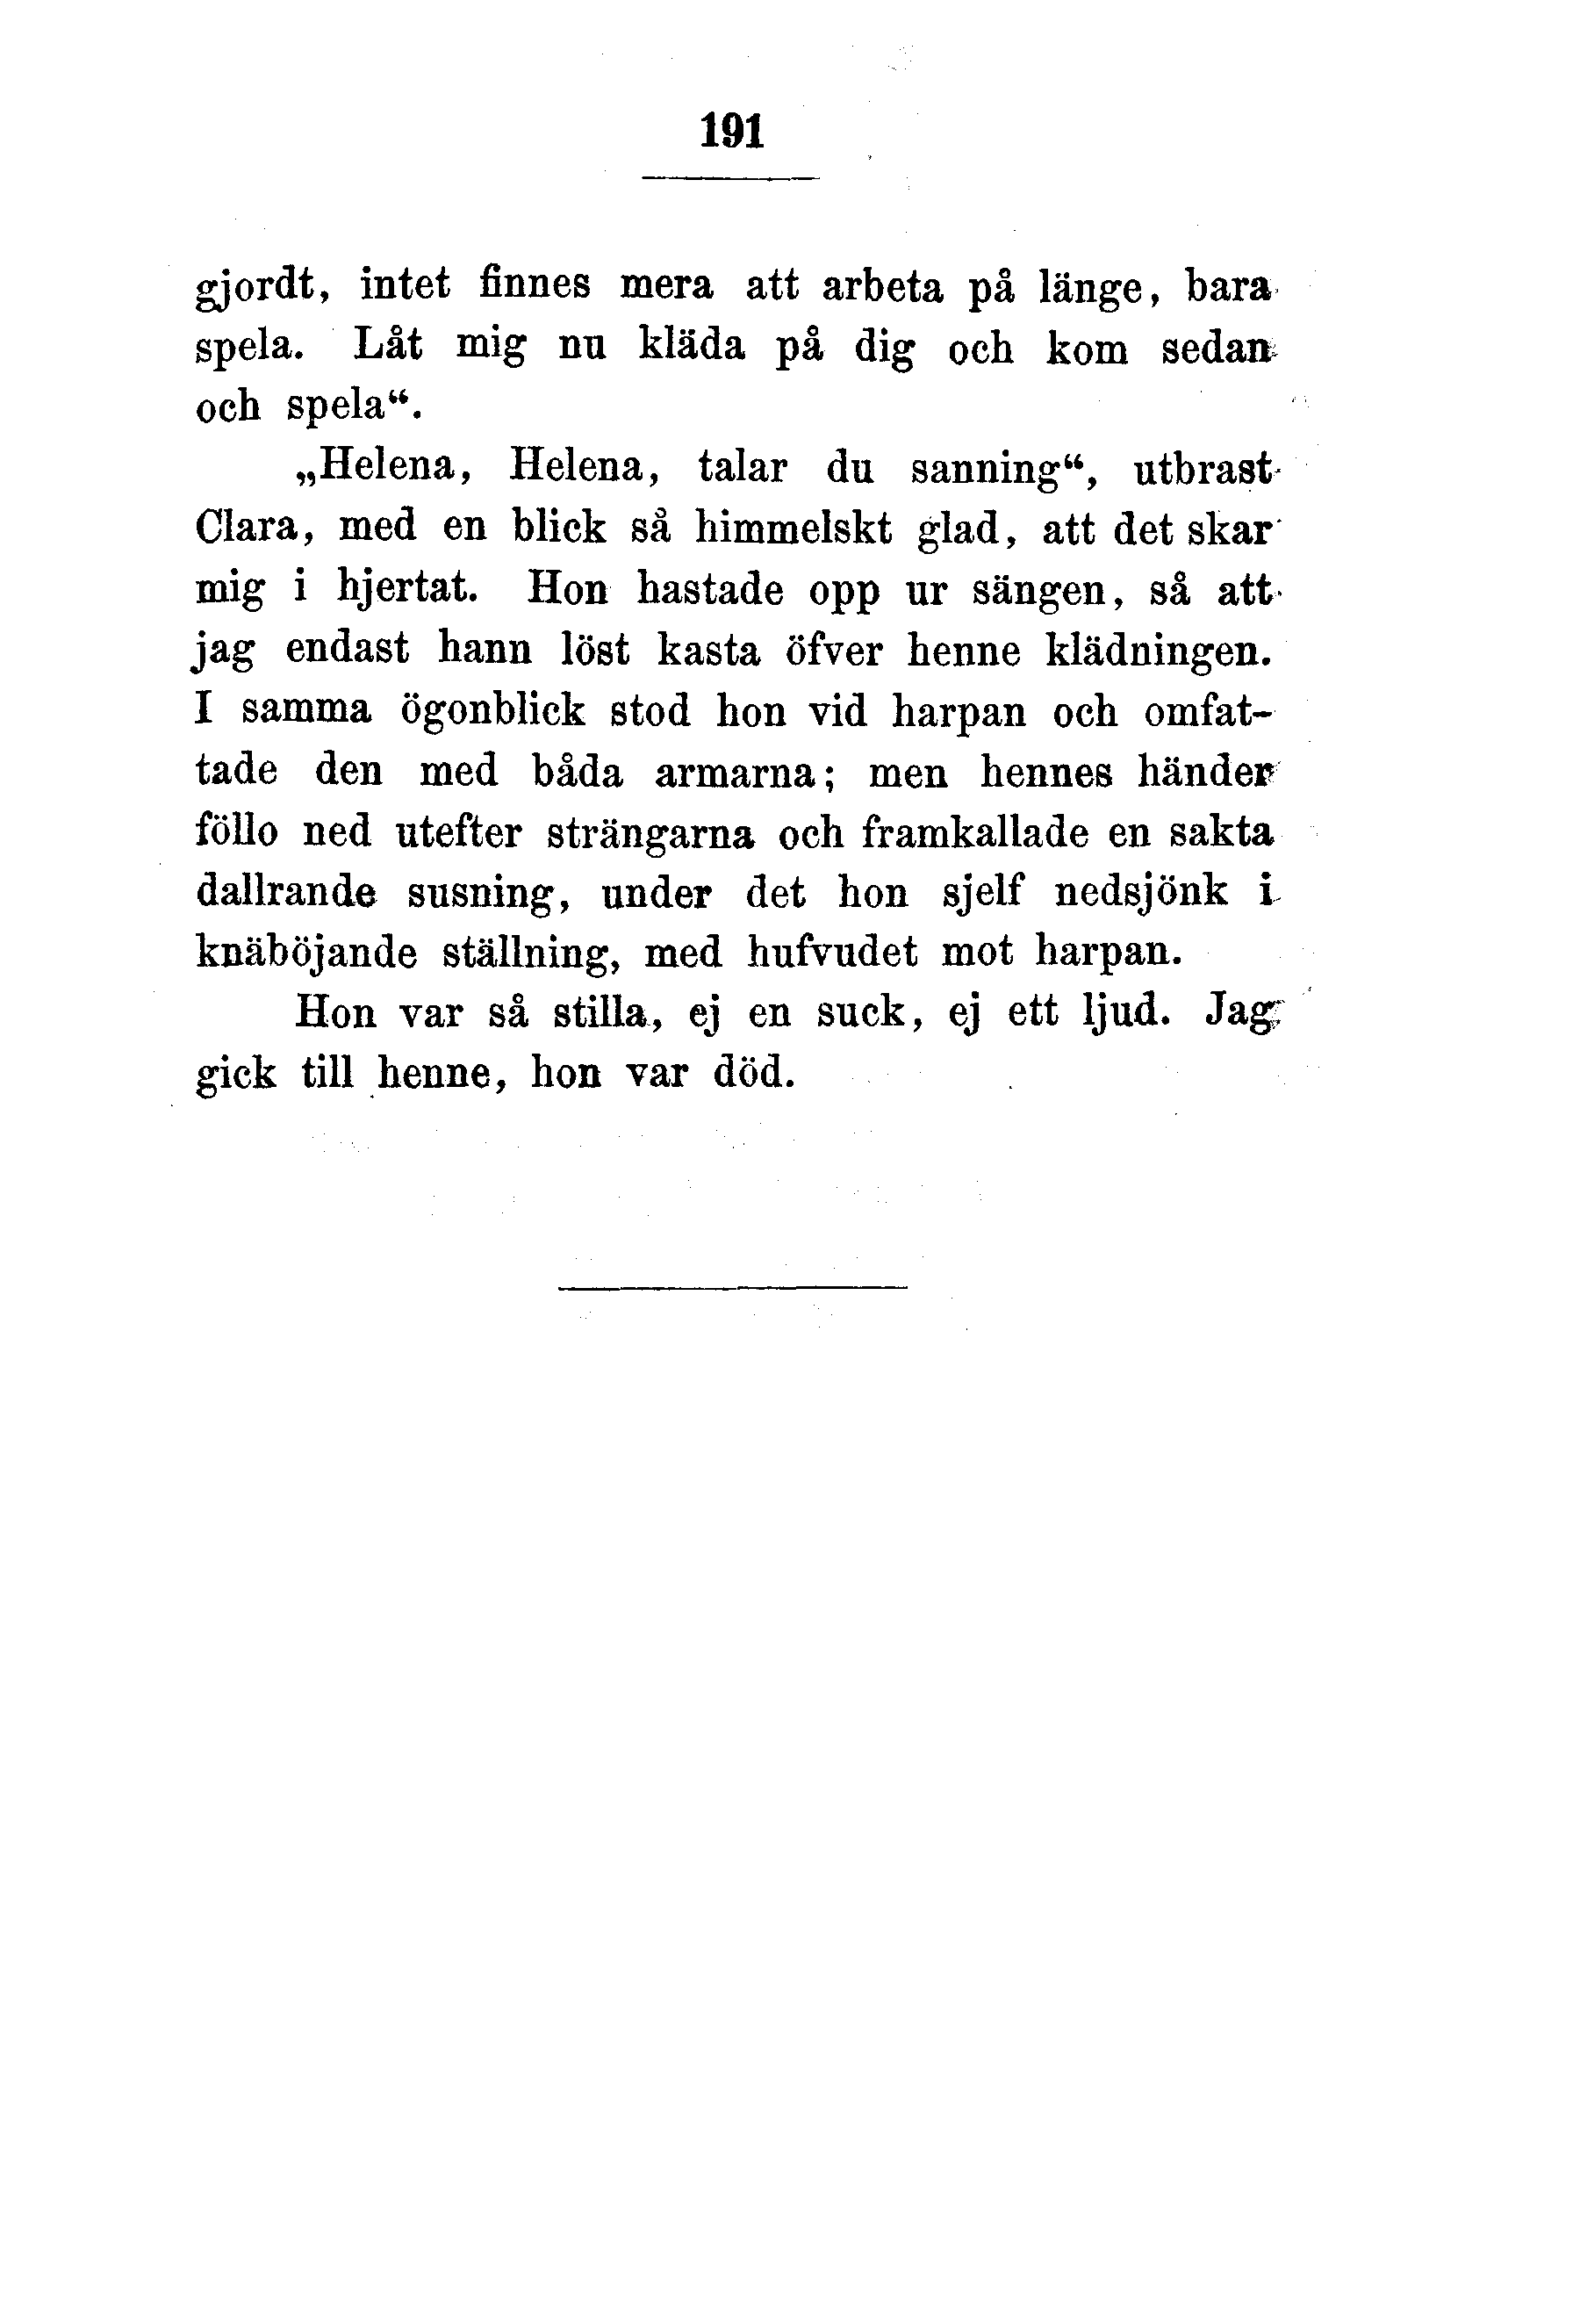 191
gjordt, intet finnes mera att arbeta på länge, bara
spela. Låt mig nu kläda på dig och kom sedan
och spela“.
„Helena, Helena, talar du sanning“, utbrast
Clara, med en blick så himmelskt glad, att det skar
mig i hjertat. Hon hastade opp ur sängen, så att
jag endast hann löst kasta öfver henne klädningen.
I samma ögonblick stod hon vid harpan och omfat-
tade den med båda armarna; men hennes händer
föllo ned utefter strängarna och framkallade en sakta
dallrande susning, under det hon sjelf nedsjönk i
knäböjande ställning, med hufvudet mot harpan.
Hon var så stilla, ej en suck, ej ett ljud. Jag
gick till henne, hon var död.